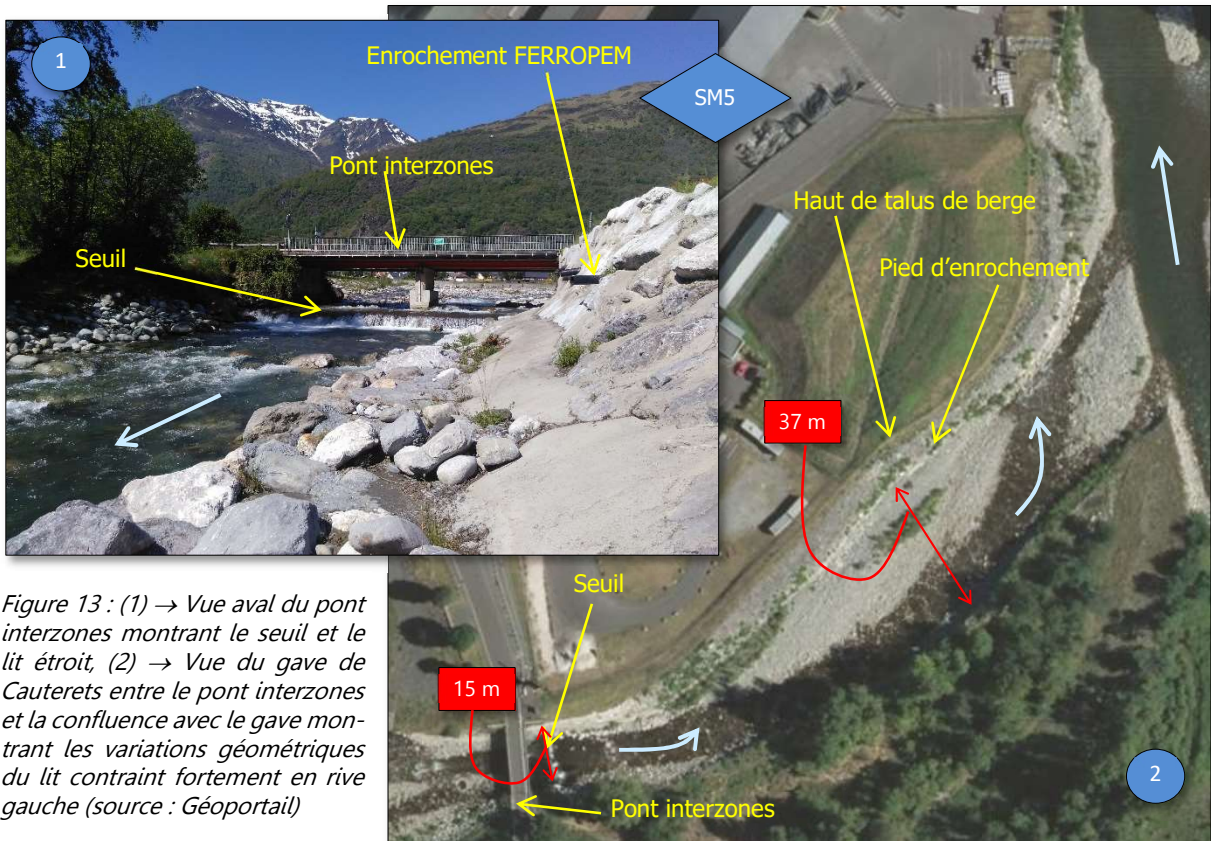 1
Enrochement FERROPEM
SM5
Pont interzones
Seuil
Haut de talus de berge
Pied d'enrochement
37 m
Seuil
15 m
Pont interzones
2
Figure 13 : (1) → Vue aval du pont
interzones montrant le seuil et le
lit étroit, (2) → Vue du gave de
Cauterets entre le pont interzones
et la confluence avec le gave mon-
trant les variations géométriques
du lit contraint fortement en rive
gauche (source : Géoportail)